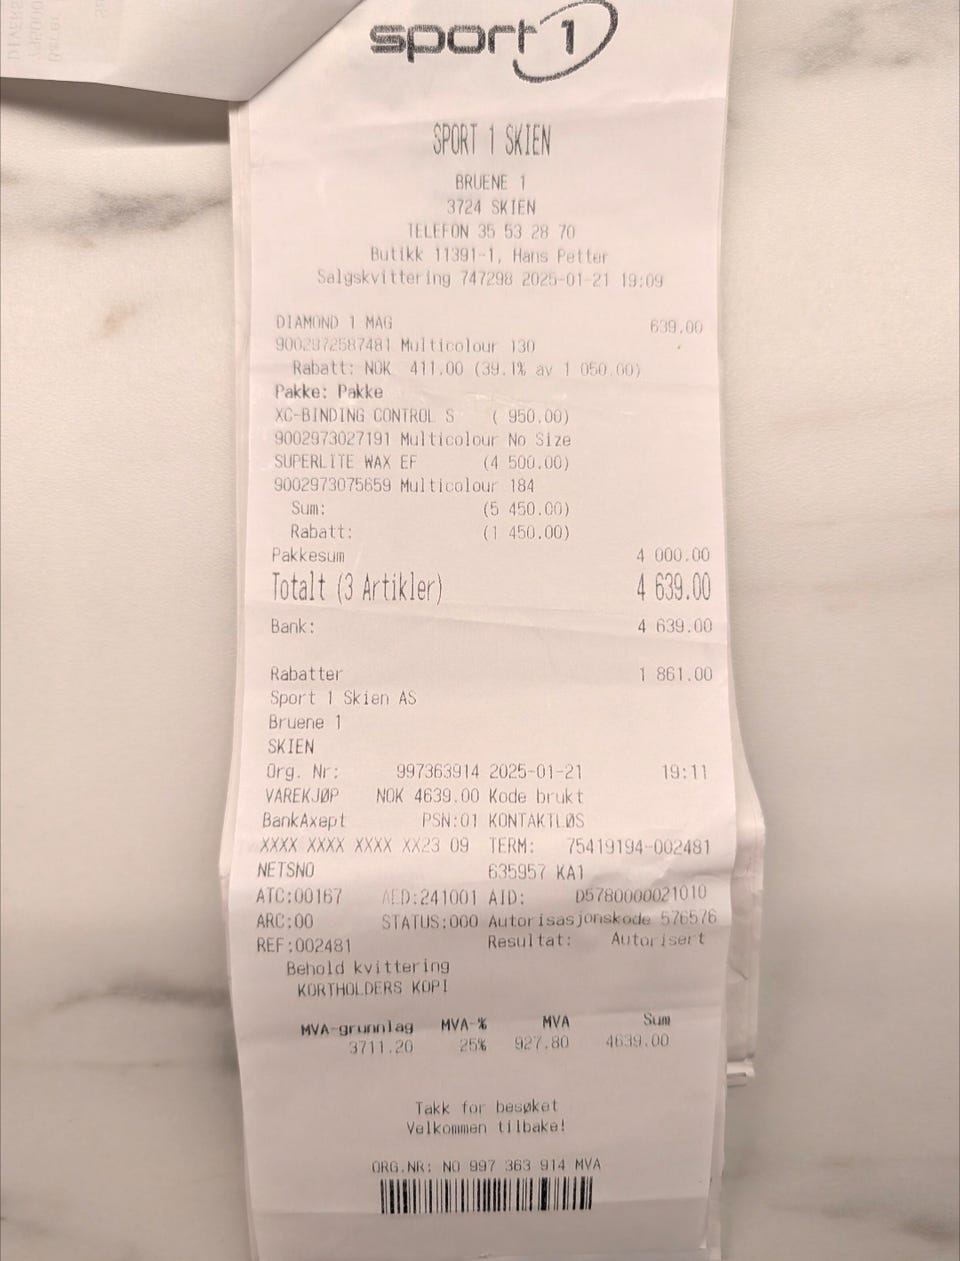 sport 1
SPORT 1 SKIEN
BRUENE 1
3724 SKIEN
TELEFON 35 53 28 70
Butikk 11391-1, Hans Petter
Salgskvittering 747298 2025-01-21 19:09
DIAMOND 1 MAG 639.00
9002972587481 Multicolour 130
Rabatt: NOK 411.00 (39.1% av 1 050.00)
Pakke: Pakke
XC-BINDING CONTROL S ( 950.00)
9002973027191 Multicolour No Size
SUPERLITE WAX EF (4 500.00)
9002973075659 Multicolour 184
Sum: (5 450.00)
Rabatt: (1 450.00)
Pakkesum 4 000.00
Totalt (3 Artikler) 4 639.00
Bank: 4 639.00
Rabatter 1 861.00
Sport 1 Skien AS
Bruene 1
SKIEN
Org. Nr: 997363914 2025-01-21 19:11
VAREKJØP NOK 4639.00 Kode brukt
BankAxept PSN:01 KONTAKTLØS
XXXX XXXX XXXX XX23 09 TERM: 75419194-002481
NETSNO 635957 KA1
ATC:00167 AED:241001 AID: D5780000021010
ARC:00 STATUS:000 Autorisasjonskode 576576
REF:002481 Resultat: Autorisert
Behold kvittering
KORTHOLDERS KOPI
MVA-grunnlag MVA-% MVA Sum
3711.20 25% 927.80 4639.00
Takk for besøket
Velkommen tilbake!
ORG.NR: NO 997 363 914 MVA